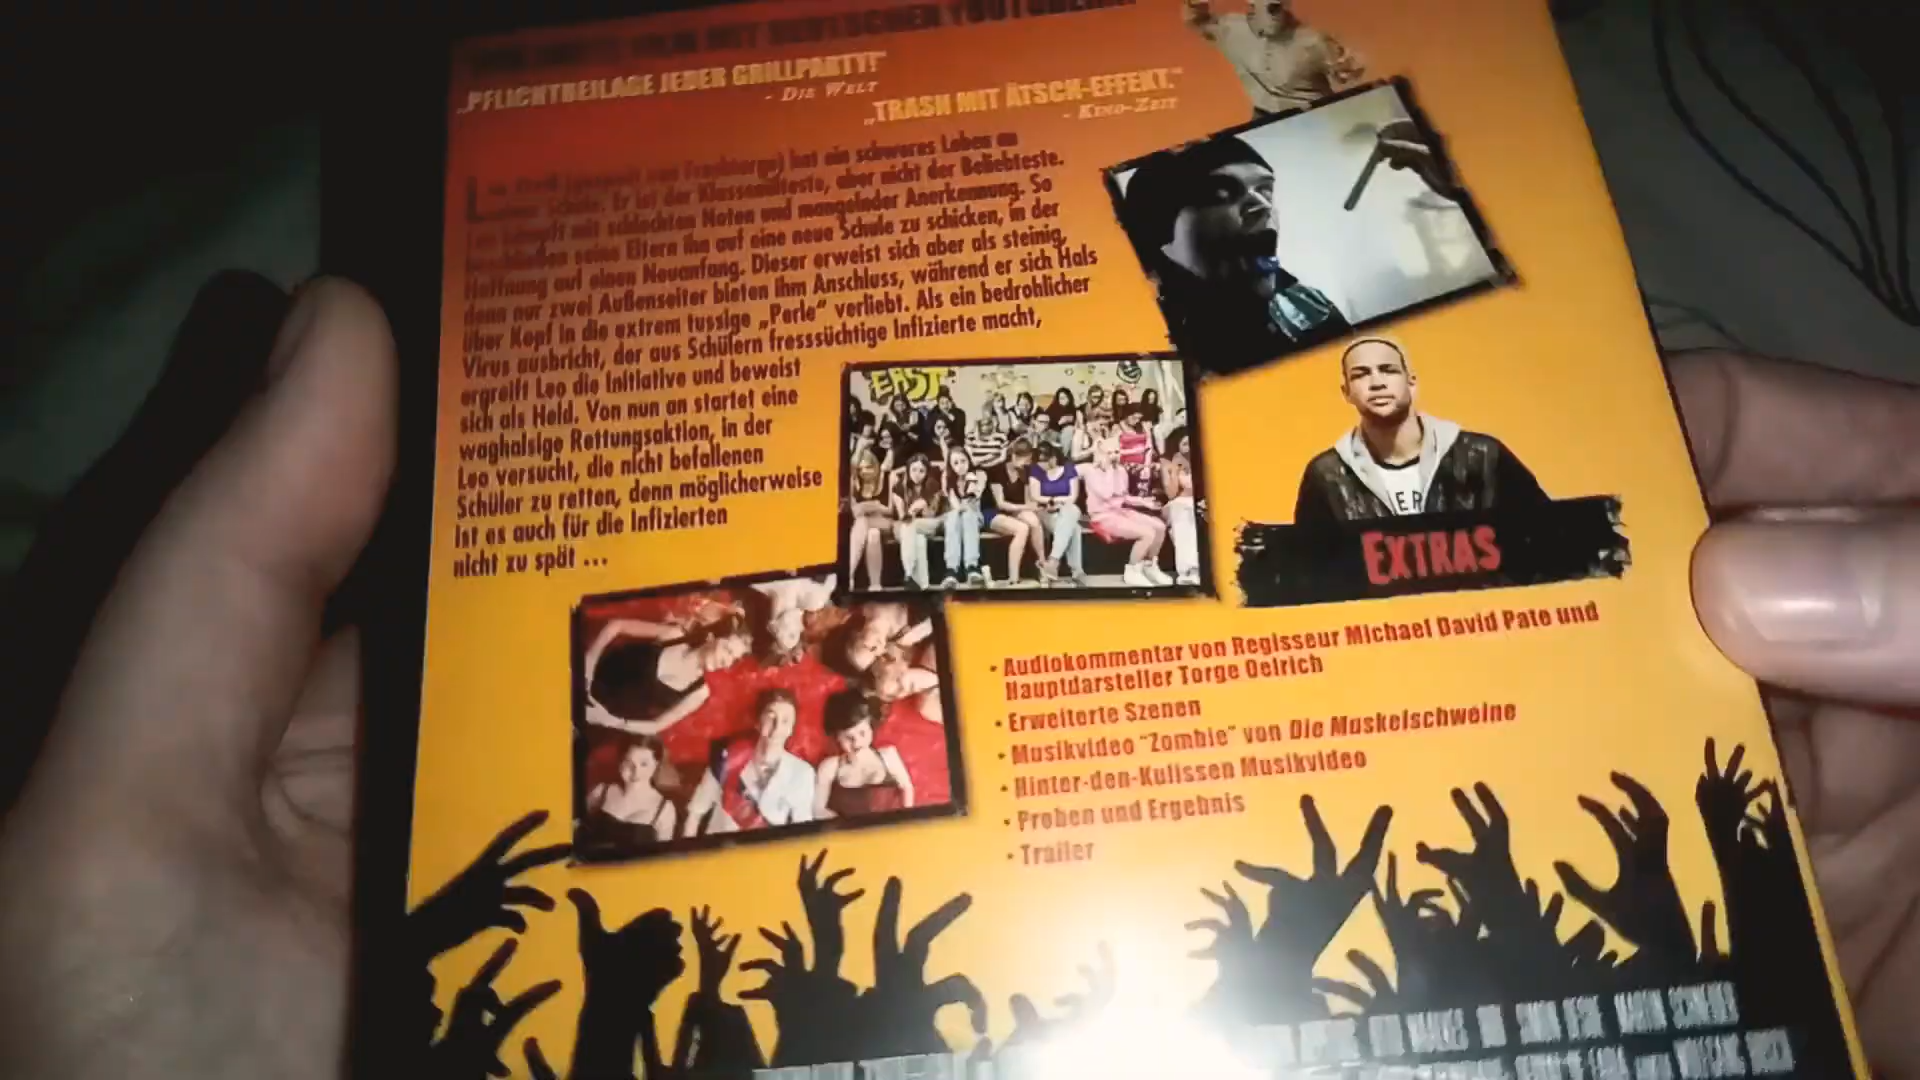 „PFLICHTBEILAGE JEDER GRILLPARTY!“
- DIE WELT
„TRASH MIT ÄTSCH-EFFEKT.“
- KINO-ZEIT
hat ein schweres Leben an
Schule. Er ist der Klassenälteste, aber nicht der Beliebteste.
kämpft mit schlechten Noten und mangelnder Anerkennung. So
seine Eltern ihn auf eine neue Schule zu schicken, in der
Hoffnung auf einen Neuanfang. Dieser erweist sich aber als steinig,
denn nur zwei Außenseiter bieten ihm Anschluss, während er sich Hals
über Kopf in die extrem tussige „Perle“ verliebt. Als ein bedrohlicher
Virus ausbricht, der aus Schülern fresssüchtige Infizierte macht,
ergreift Leo die Initiative und beweist
sich als Held. Von nun an startet eine
waghalsige Rettungsaktion, in der
Leo versucht, die nicht befallenen
Schüler zu retten, denn möglicherweise
ist es auch für die Infizierten
nicht zu spät ...
EAST
ER
EXTRAS
• Audiokommentar von Regisseur Michael David Pate und
Hauptdarsteller Torge Oelrich
• Erweiterte Szenen
• Musikvideo "Zombie" von Die Muskelschweine
• Hinter-den-Kulissen Musikvideo
• Proben und Ergebnis
• Trailer